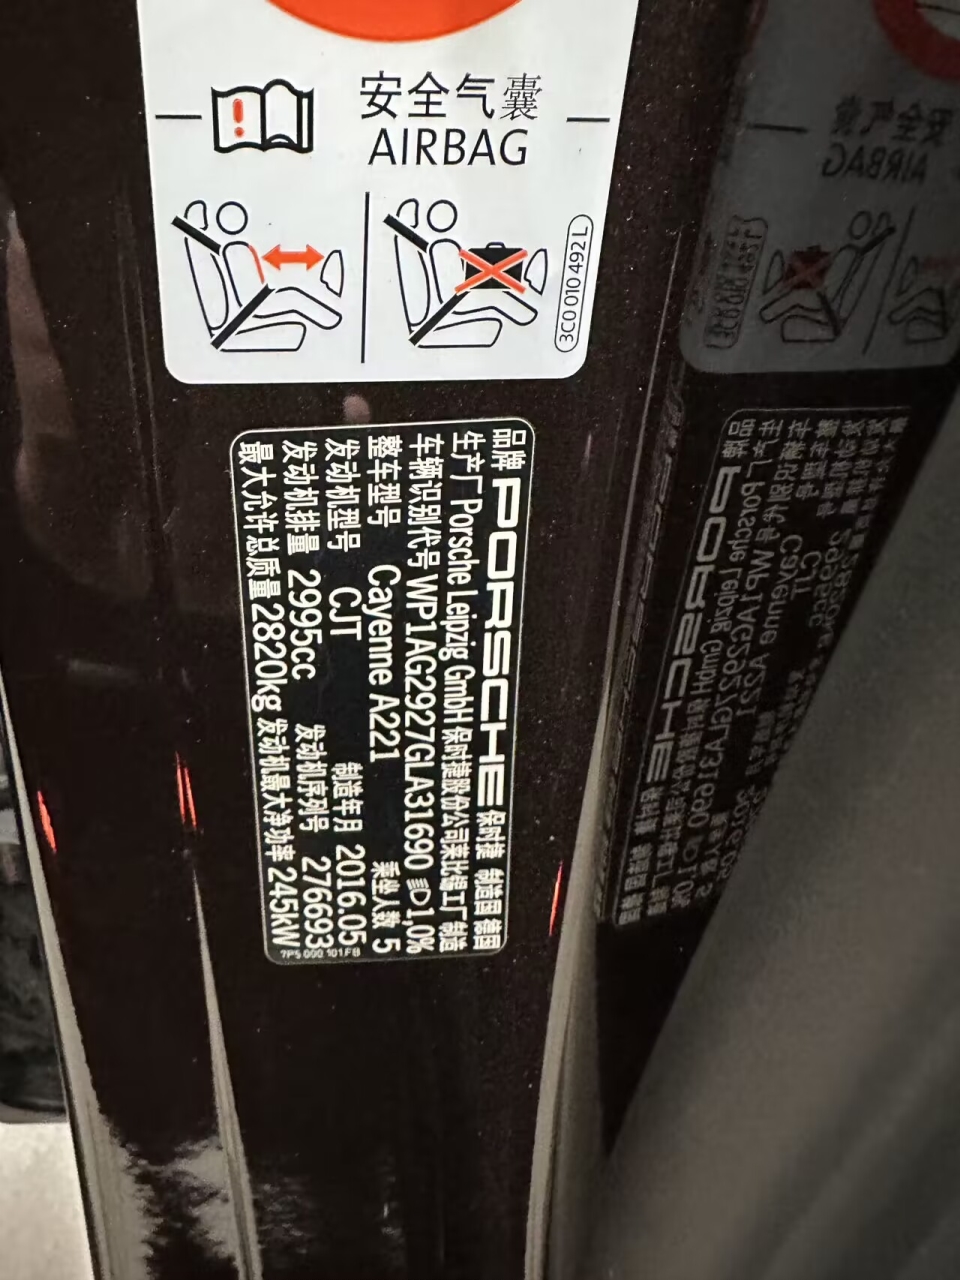 安全气囊
AIRBAG
3C0 010 492 L
品牌 PORSCHE 保时捷 制造国 德国
生产厂 Porsche Leipzig GmbH 保时捷股份公司莱比锡工厂制造
车辆识别代号 WP1AG2927GLA31690 1,0%
整车型号 Cayenne A221 乘坐人数 5
发动机型号 CJT 制造年月 2016.05
发动机排量 2995cc 发动机序列号 276693
最大允许总质量 2820kg 发动机最大净功率 245kW
7P5 000 101 FB